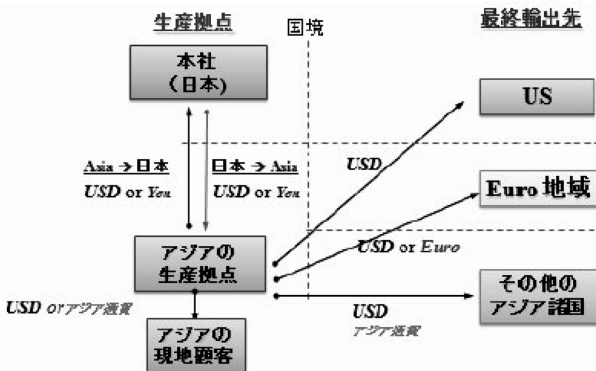 生産拠点
国境
最終輸出先
本社
（日本）
US
Asia → 日本
USD or Yen
日本 → Asia
USD or Yen
USD
Euro 地域
アジアの
生産拠点
USD or Euro
USD or アジア通貨
USD
アジア通貨
その他の
アジア諸国
アジアの
現地顧客